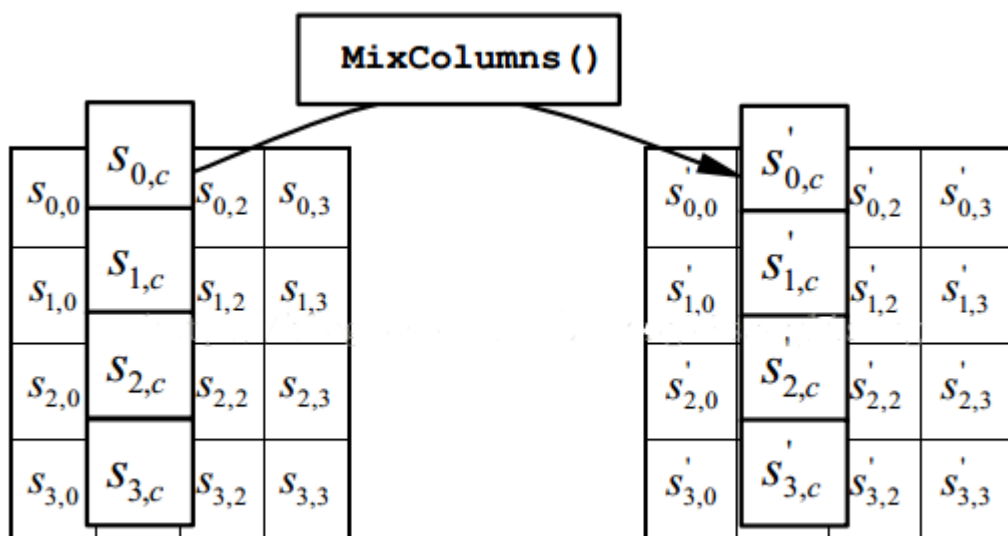 MixColumns()
s0,0 s0,c s0,2 s0,3 s'0,0 s'0,c s'0,2 s'0,3
s1,0 s1,c s1,2 s1,3 s'1,0 s'1,c s'1,2 s'1,3
s2,0 s2,c s2,2 s2,3 s'2,0 s'2,c s'2,2 s'2,3
s3,0 s3,c s3,2 s3,3 s'3,0 s'3,c s'3,2 s'3,3